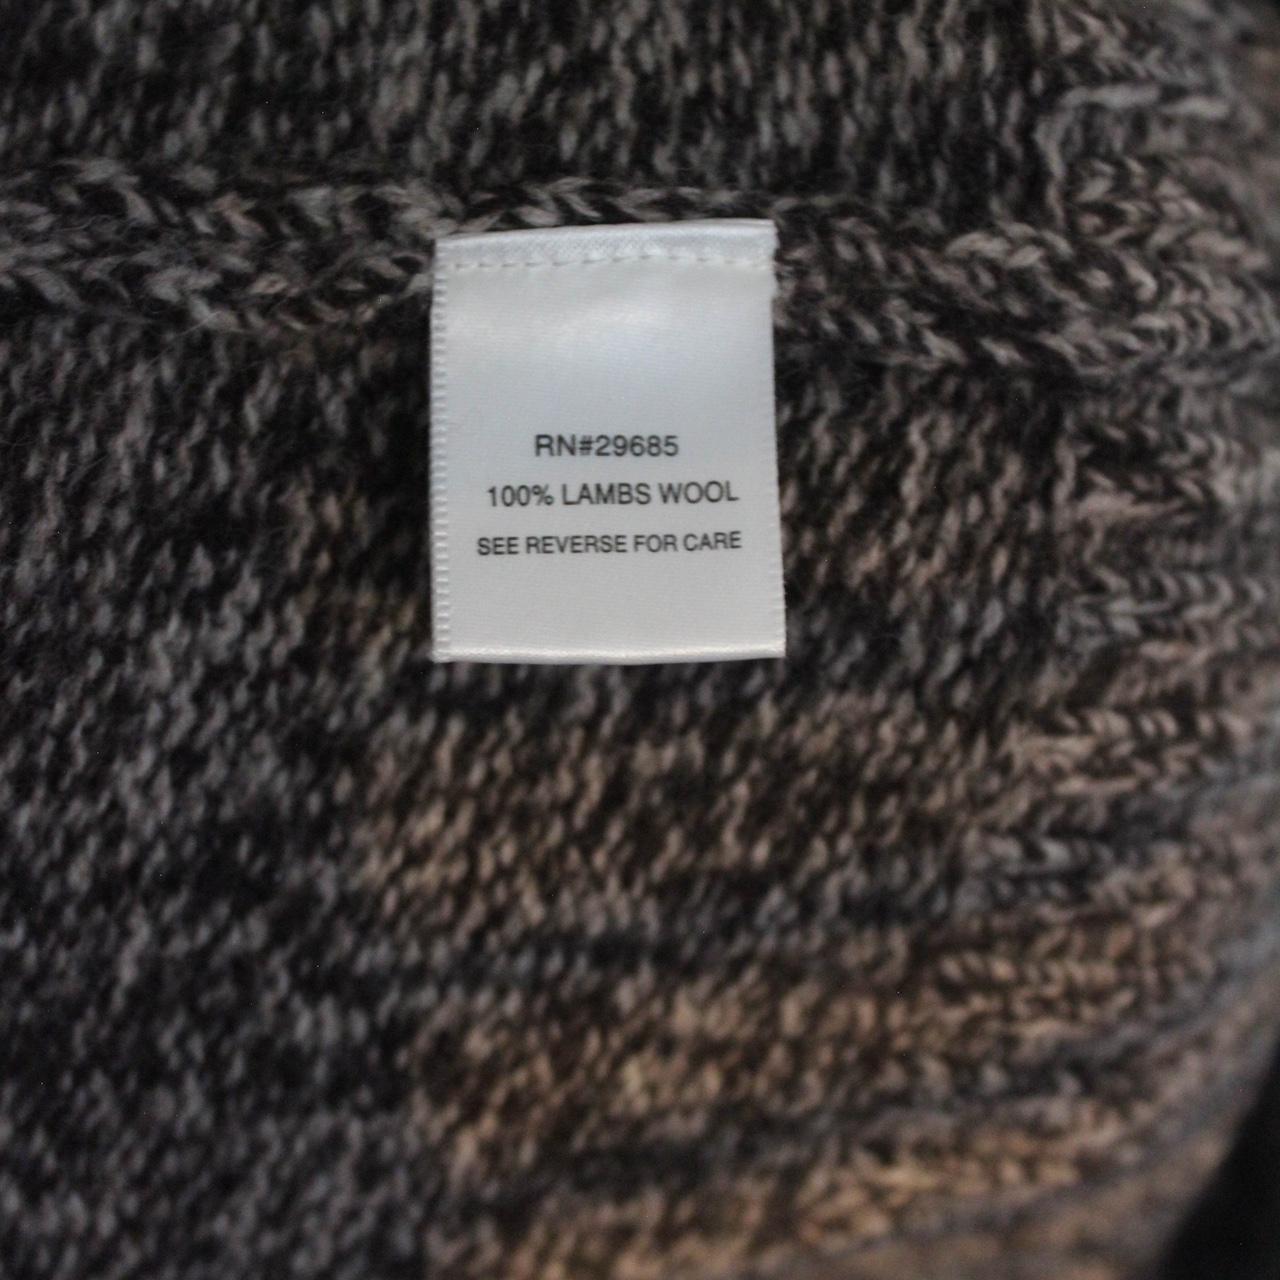 RN#29685
100% LAMBS WOOL
SEE REVERSE FOR CARE